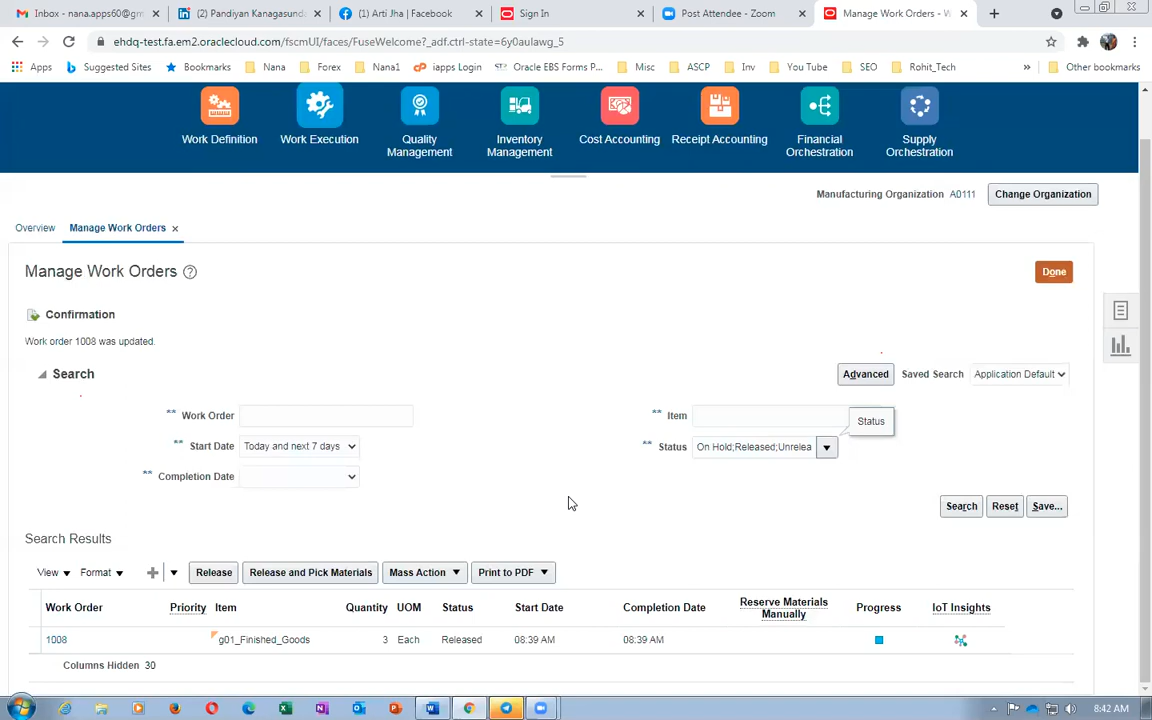 Inbox - nana.apps60@gm
(1) Pandiyan Kanagasund
(1) Arti Jha | Facebook
Sign In
Post Attendee - Zoom
Manage Work Orders - W
ehdq-test.fa.em2.oraclecloud.com/fscmUI/faces/FuseWelcome?_adf.ctrl-state=6y0aulawg_5
Apps
Suggested Sites
Bookmarks
Nana
Forex
Nana1
iapps Login
Oracle EBS Forms P...
Misc
ASCP
Inv
You Tube
SEO
Rohit_Tech
»
Other bookmarks
Work Definition
Work Execution
Quality Management
Inventory Management
Cost Accounting
Receipt Accounting
Financial Orchestration
Supply Orchestration
Manufacturing Organization A0111
Change Organization
Overview
Manage Work Orders
Manage Work Orders
Done
Confirmation
Work order 1008 was updated.
Search
Advanced
Saved Search Application Default
** Work Order
** Item
Status
** Start Date Today and next 7 days
** Status On Hold;Released;Unrelea
** Completion Date
Search
Reset
Save...
Search Results
View
Format
Release
Release and Pick Materials
Mass Action
Print to PDF
Work Order
Priority
Item
Quantity
UOM
Status
Start Date
Completion Date
Reserve Materials Manually
Progress
IoT Insights
1008
g01_Finished_Goods
3
Each
Released
08:39 AM
08:39 AM
Columns Hidden 30
8:42 AM